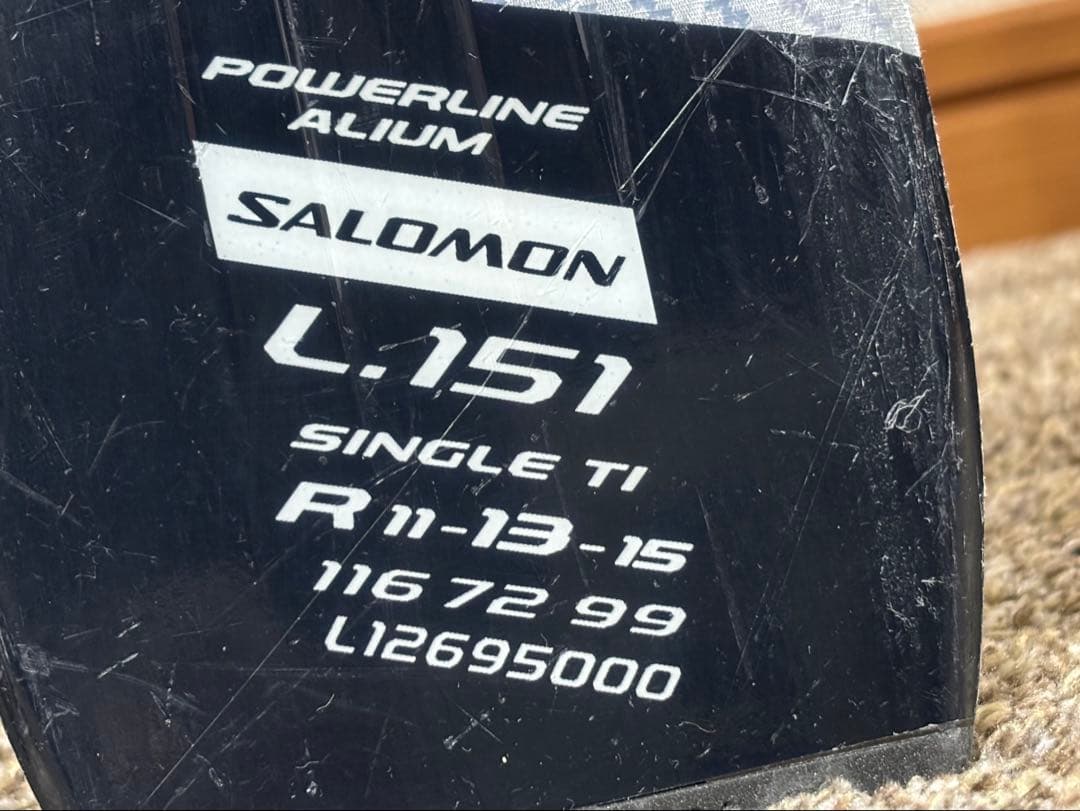 POWERLINE
ALIUM
SALOMON
L.151
SINGLE TI
R 11-13-15
116 72 99
L12695000